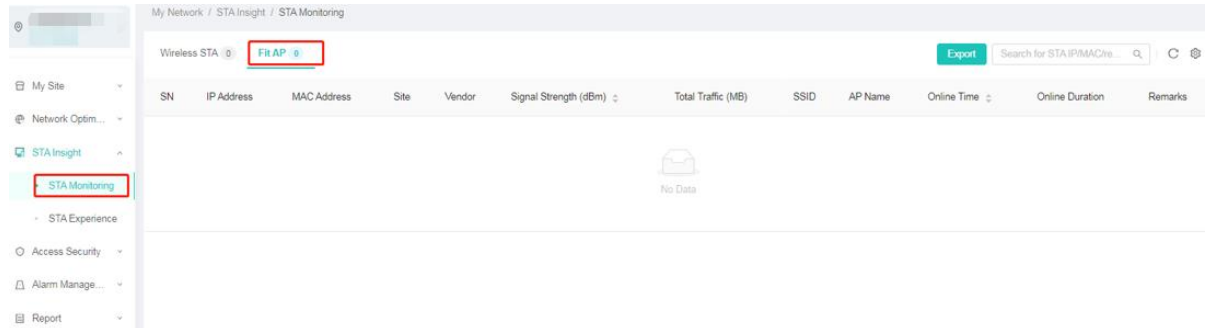 My Network / STA Insight / STA Monitoring
Wireless STA 0 Fit AP 0 Export Search for STA IP/MAC/re...
My Site
SN IP Address MAC Address Site Vendor Signal Strength (dBm) Total Traffic (MB) SSID AP Name Online Time Online Duration Remarks
Network Optim...
STA Insight
No Data
STA Monitoring
STA Experience
Access Security
Alarm Manage...
Report